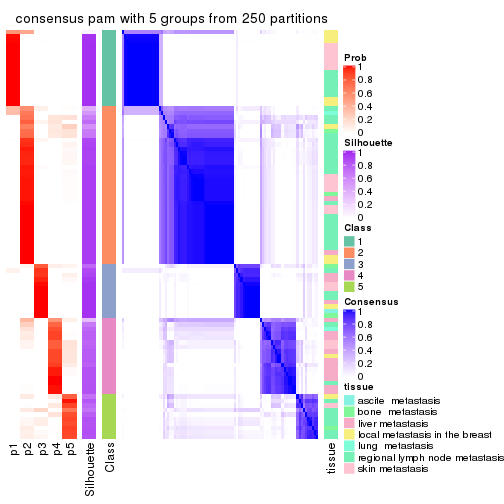 consensus pam with 5 groups from 250 partitions
Prob
1
0.8
0.6
0.4
0.2
0
Silhouette
1
0.8
0.6
0.4
0.2
0
Class
1
2
3
4
5
Consensus
1
0.8
0.6
0.4
0.2
0
tissue
ascite metastasis
bone metastasis
liver metastasis
local metastasis in the breast
lung metastasis
regional lymph node metastasis
skin metastasis
p1
p2
p3
p4
p5
Silhouette
Class
tissue